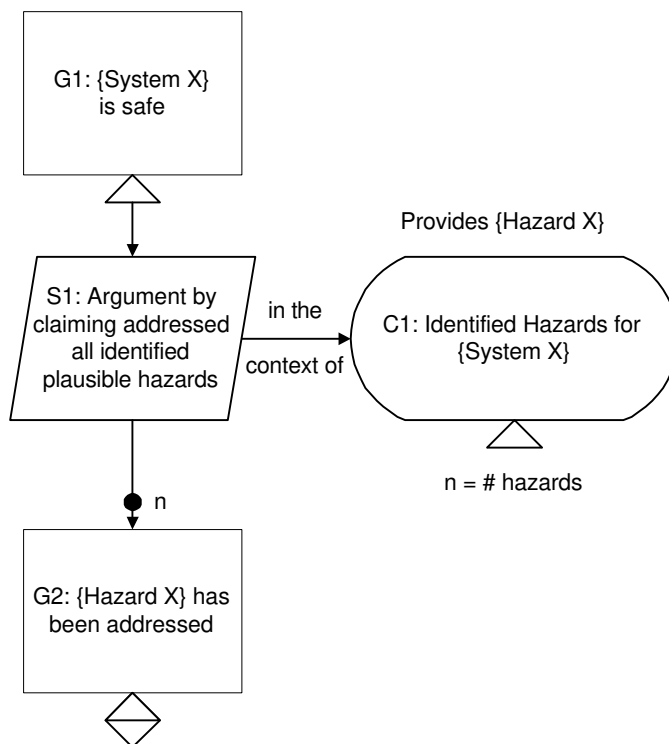 G1: {System X}
is safe
Provides {Hazard X}
S1: Argument by
claiming addressed
all identified
plausible hazards
in the
context of
C1: Identified Hazards for
{System X}
n = # hazards
n
G2: {Hazard X} has
been addressed